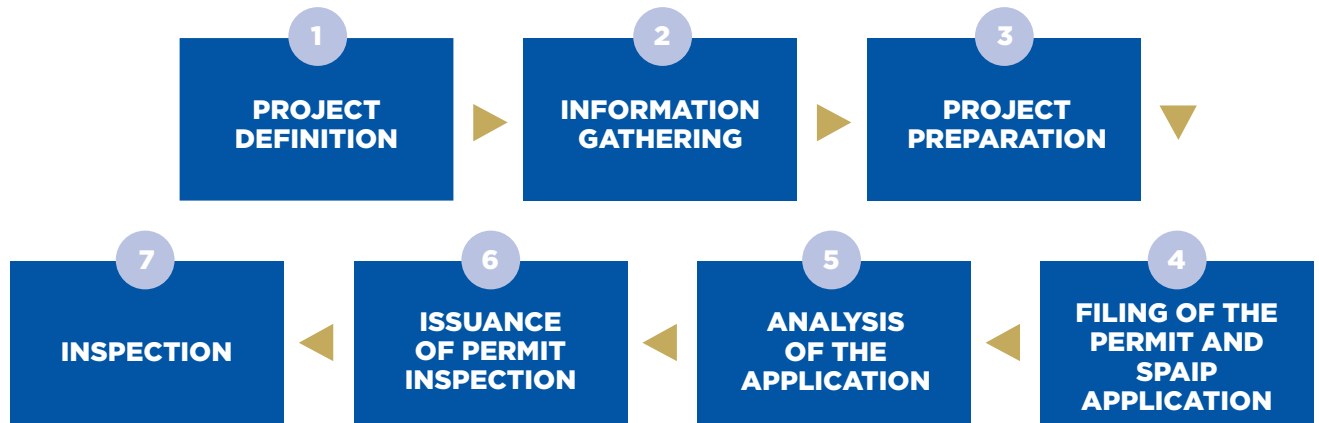 1
PROJECT
DEFINITION
2
INFORMATION
GATHERING
3
PROJECT
PREPARATION
4
FILING OF THE
PERMIT AND
SPAIP
APPLICATION
5
ANALYSIS
OF THE
APPLICATION
6
ISSUANCE
OF PERMIT
INSPECTION
7
INSPECTION